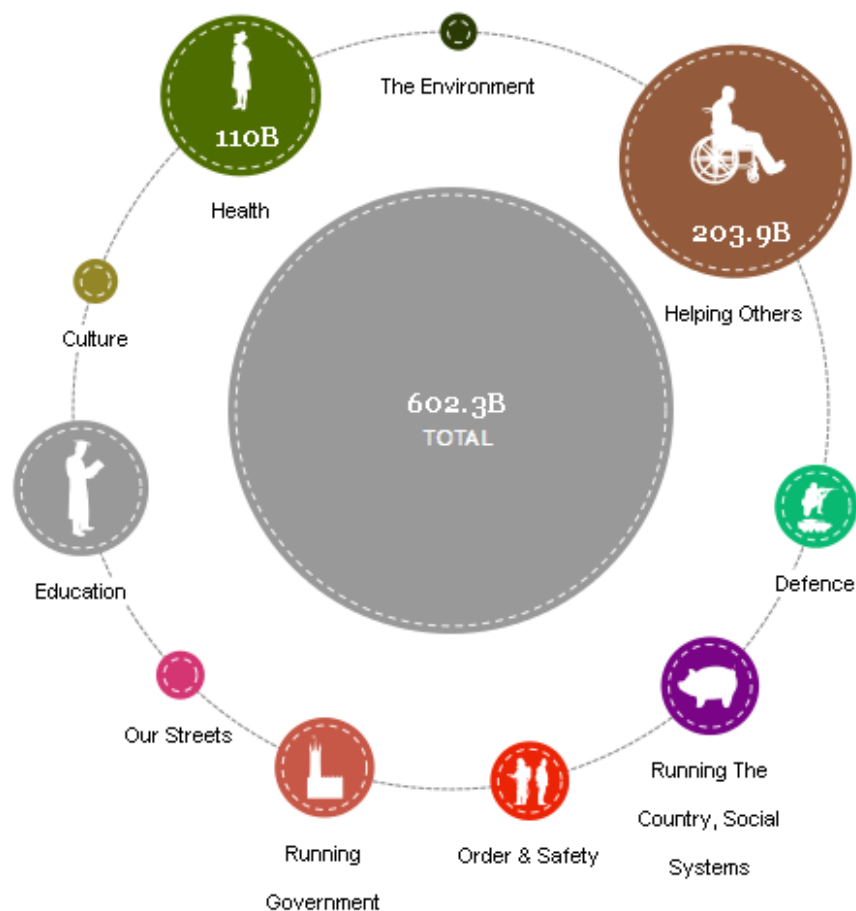 The Environment
110B
Health
203.9B
Helping Others
Culture
602.3B
TOTAL
Education
Defence
Our Streets
Running
Government
Order & Safety
Running The
Country, Social
Systems